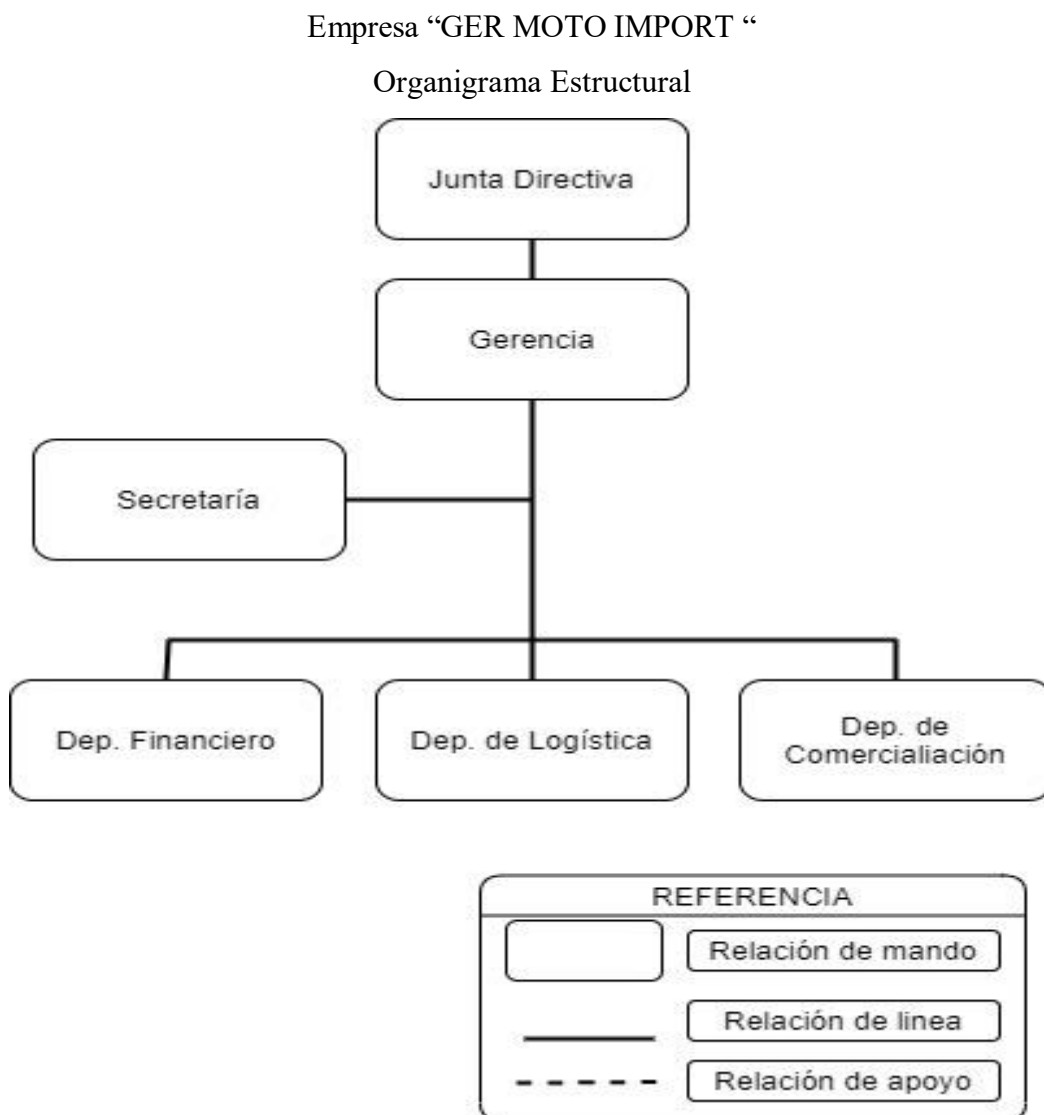 Empresa “GER MOTO IMPORT “
Organigrama Estructural
Junta Directiva
Gerencia
Secretaría
Dep. Financiero
Dep. de Logística
Dep. de
Comercialiación
REFERENCIA
Relación de mando
Relación de linea
Relación de apoyo